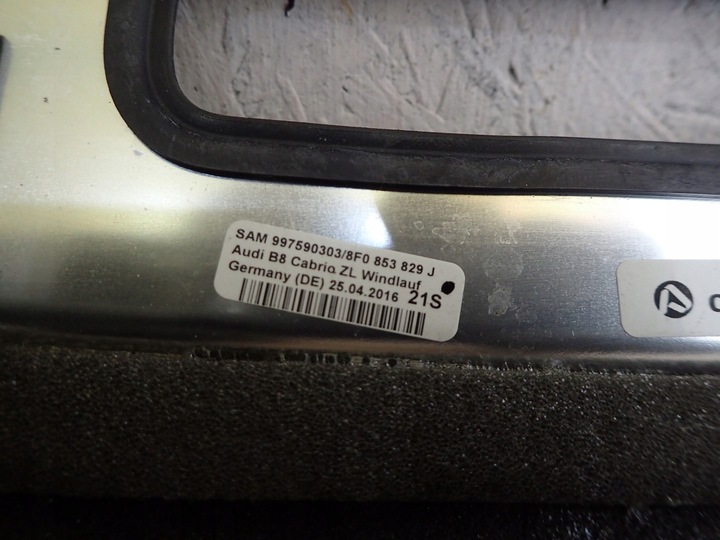 SAM 997590303/8F0 853 829 J
Audi B8 Cabrio ZL Windlauf
Germany (DE) 25.04.2016 21S